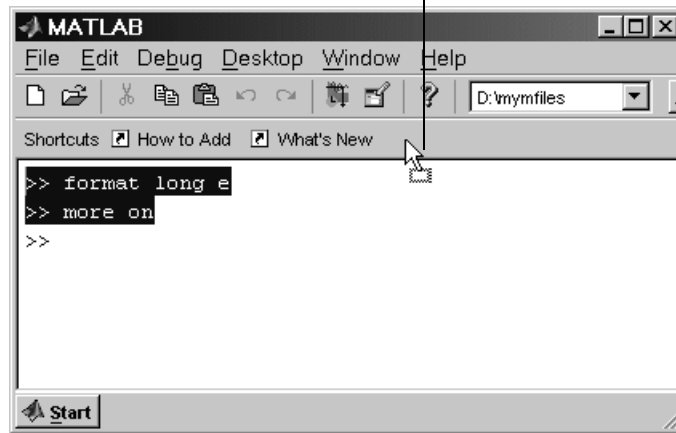 MATLAB
File Edit Debug Desktop Window Help
D:\mymfiles
Shortcuts How to Add What's New
>> format long e
>> more on
>>
Start